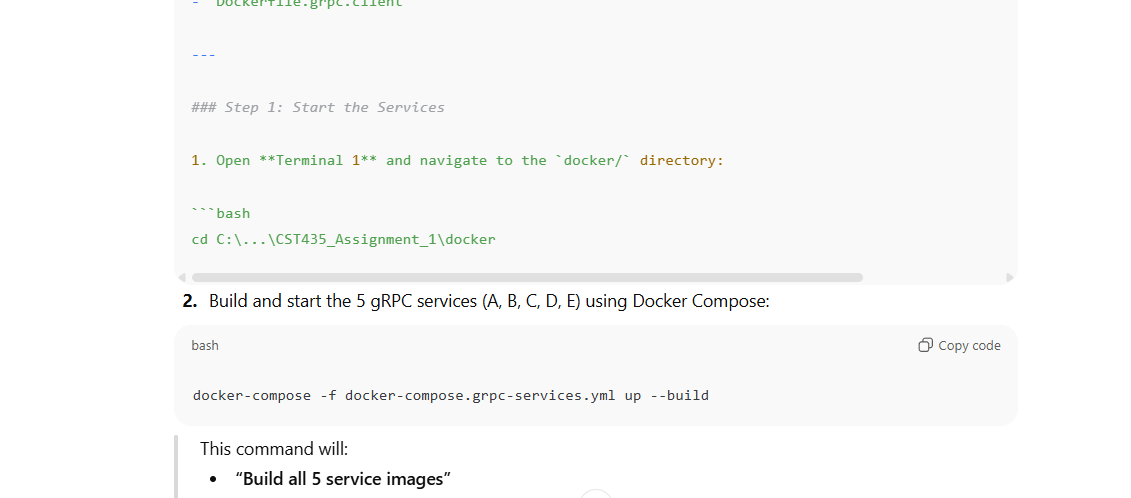 - `Dockerfile.grpc.client`
---
### Step 1: Start the Services
1. Open **Terminal 1** and navigate to the `docker/` directory:
```bash
cd C:\...\CST435_Assignment_1\docker
2. Build and start the 5 gRPC services (A, B, C, D, E) using Docker Compose:
bash
Copy code
docker-compose -f docker-compose.grpc-services.yml up --build
This command will:
• “Build all 5 service images”